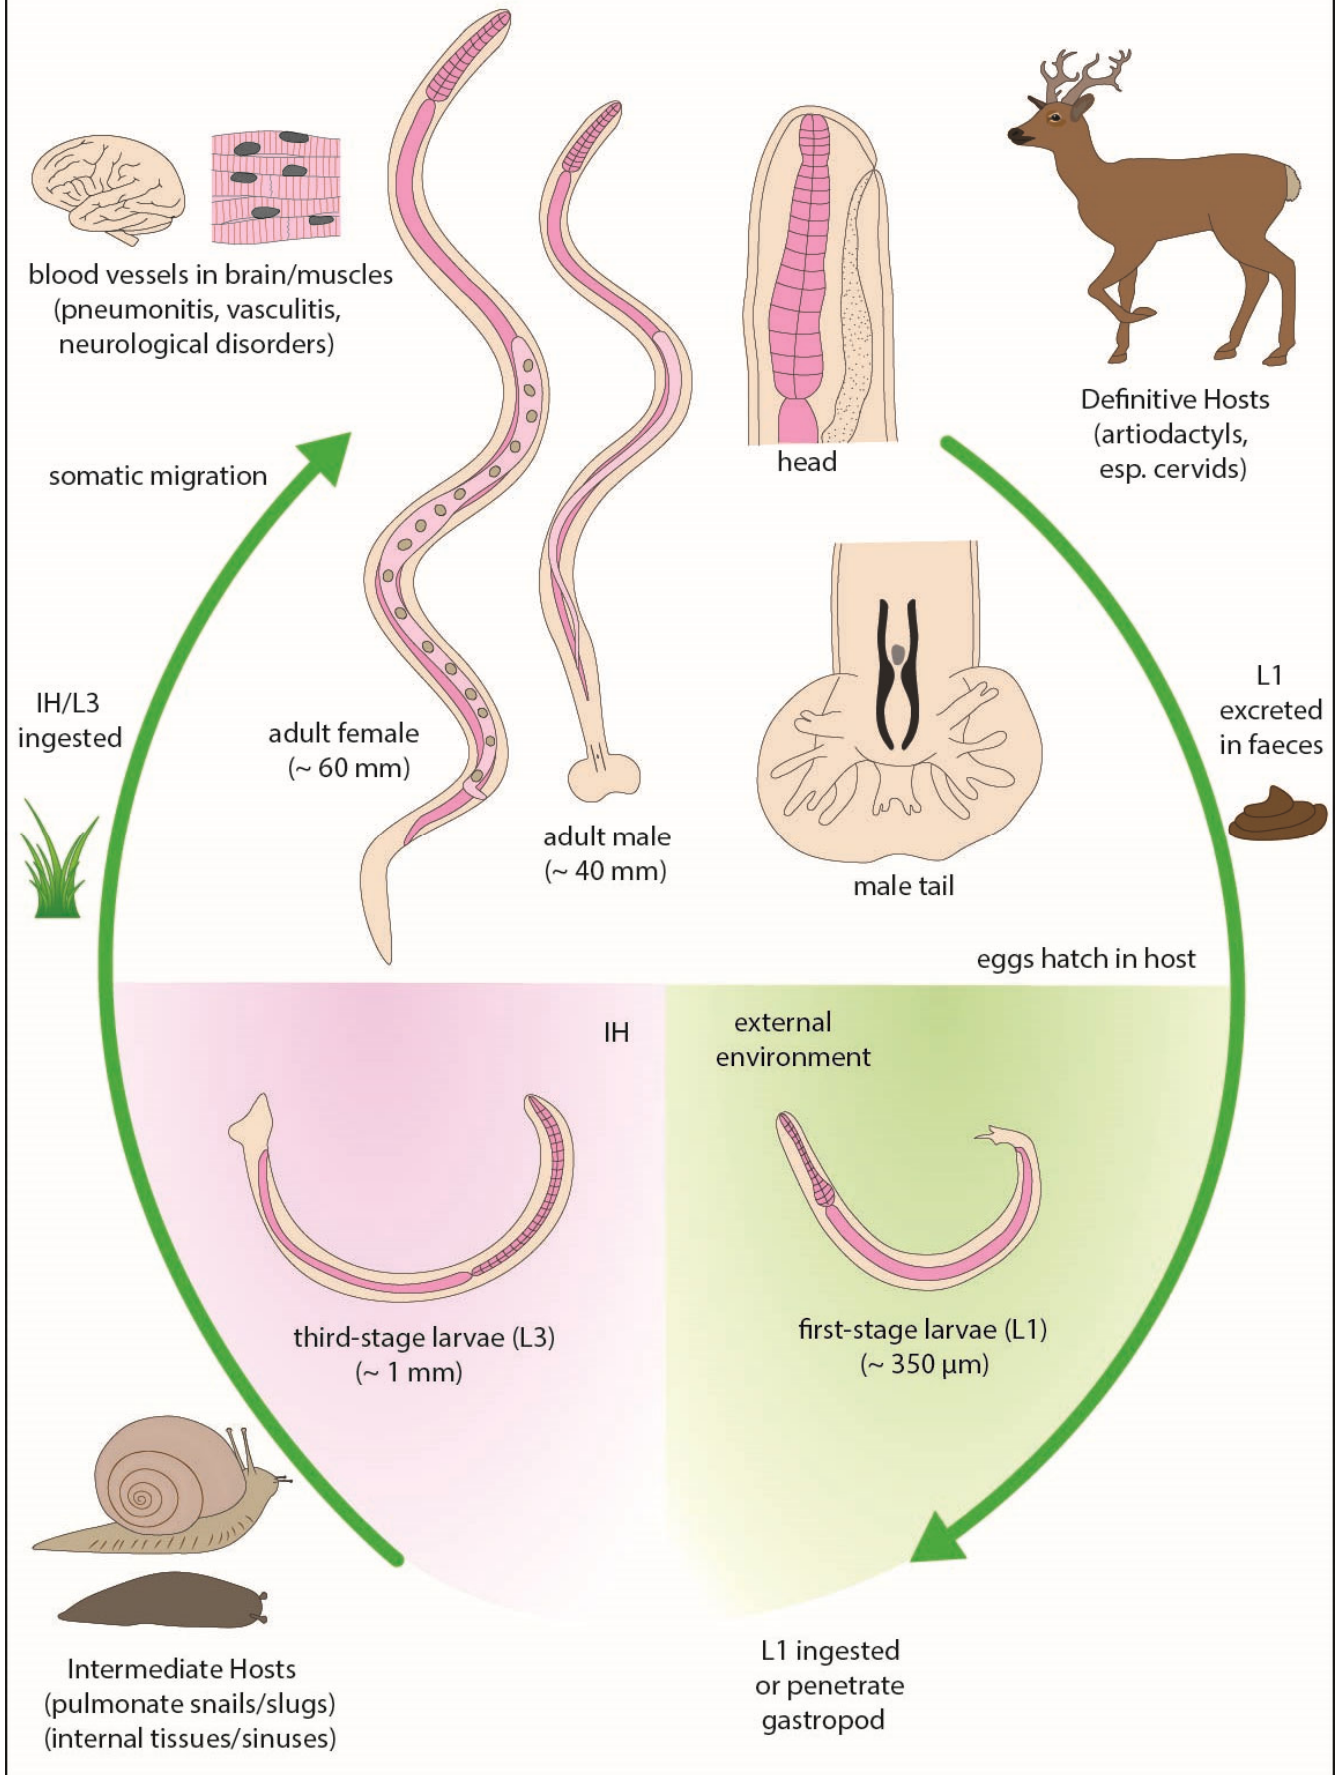 blood vessels in brain/muscles
(pneumonitis, vasculitis,
neurological disorders)
somatic migration
IH/L3
ingested
adult female
(~ 60 mm)
adult male
(~ 40 mm)
head
male tail
Definitive Hosts
(artiodactyls,
esp. cervids)
L1
excreted
in faeces
eggs hatch in host
IH
external
environment
third-stage larvae (L3)
(~ 1 mm)
first-stage larvae (L1)
(~ 350 µm)
Intermediate Hosts
(pulmonate snails/slugs)
(internal tissues/sinuses)
L1 ingested
or penetrate
gastropod